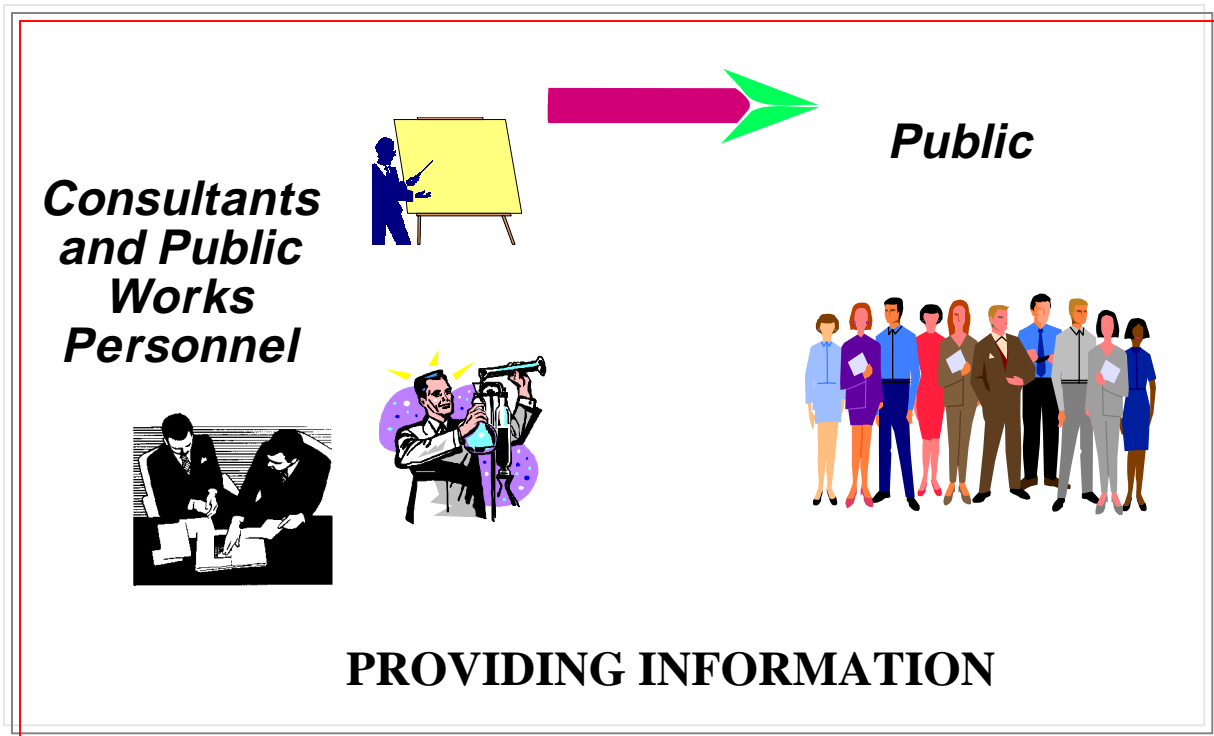 Consultants
and Public
Works
Personnel
Public
PROVIDING INFORMATION